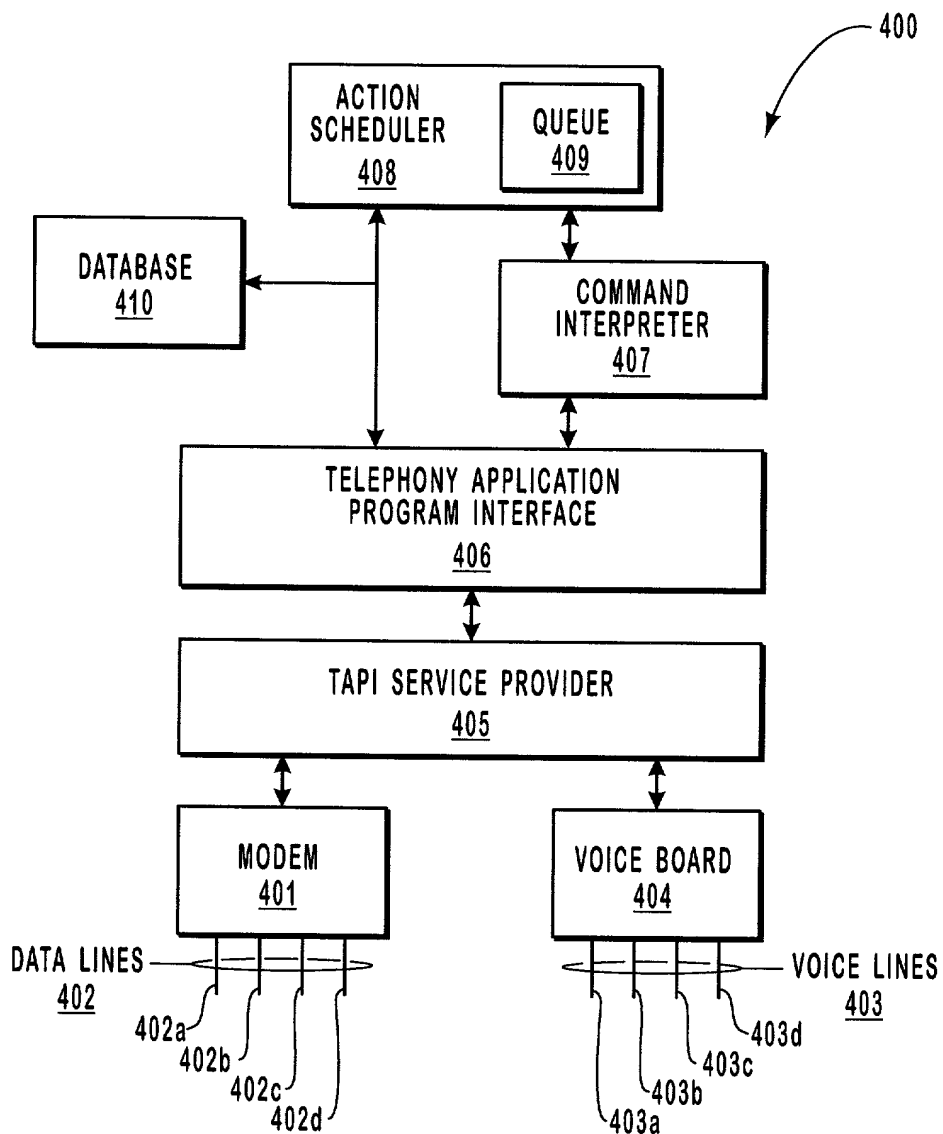 400
ACTION
SCHEDULER
408
QUEUE
409
DATABASE
410
COMMAND
INTERPRETER
407
TELEPHONY APPLICATION
PROGRAM INTERFACE
406
TAPI SERVICE PROVIDER
405
MODEM
401
VOICE BOARD
404
DATA LINES
402
VOICE LINES
403
402a
402b
402c
402d
403d
403c
403b
403a